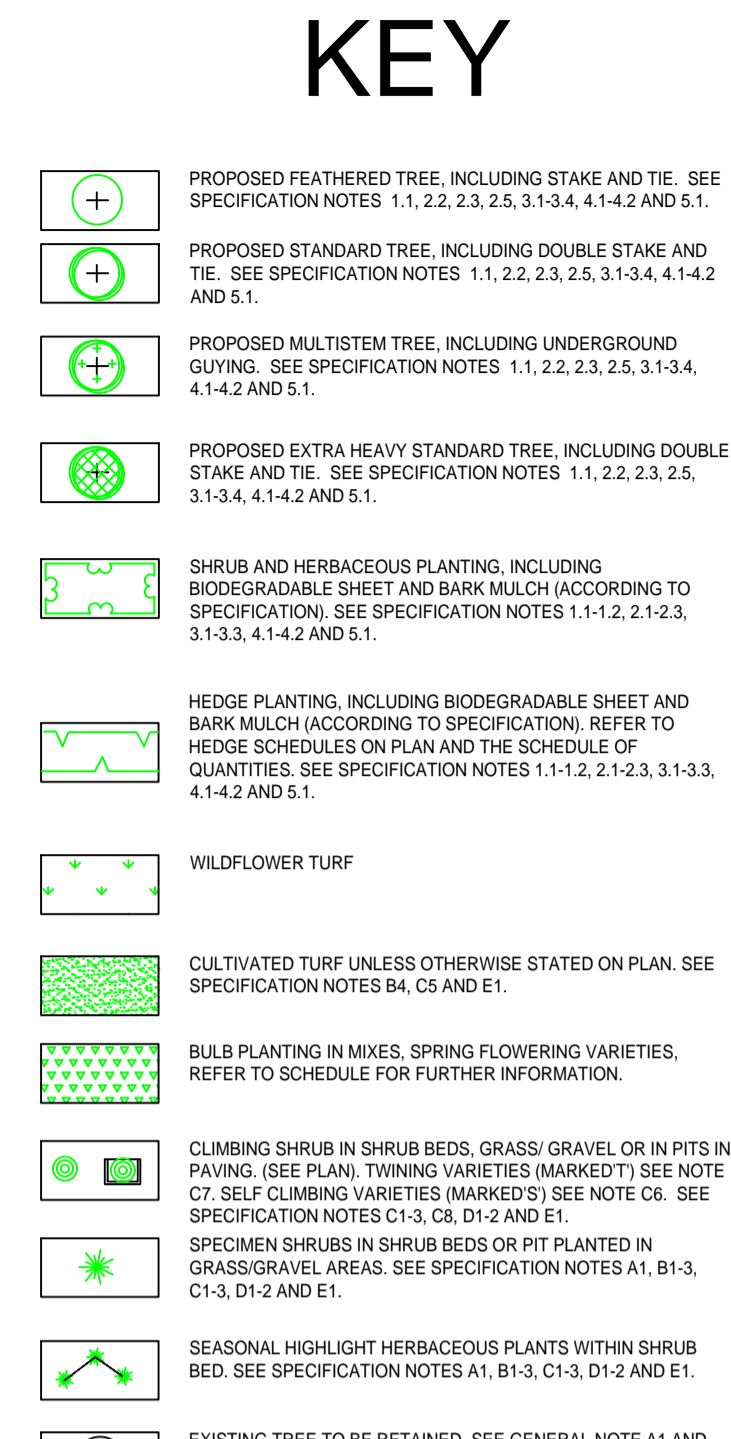 KEY
PROPOSED FEATHERED TREE, INCLUDING STAKE AND TIE. SEE
SPECIFICATION NOTES 1.1, 2.2, 2.3, 2.5, 3.1-3.4, 4.1-4.2 AND 5.1.
PROPOSED STANDARD TREE, INCLUDING DOUBLE STAKE AND
TIE. SEE SPECIFICATION NOTES 1.1, 2.2, 2.3, 2.5, 3.1-3.4, 4.1-4.2
AND 5.1.
PROPOSED MULTISTEM TREE, INCLUDING UNDERGROUND
GUYING. SEE SPECIFICATION NOTES 1.1, 2.2, 2.3, 2.5, 3.1-3.4,
4.1-4.2 AND 5.1.
PROPOSED EXTRA HEAVY STANDARD TREE, INCLUDING DOUBLE
STAKE AND TIE. SEE SPECIFICATION NOTES 1.1, 2.2, 2.3, 2.5,
3.1-3.4, 4.1-4.2 AND 5.1.
SHRUB AND HERBACEOUS PLANTING, INCLUDING
BIODEGRADABLE SHEET AND BARK MULCH (ACCORDING TO
SPECIFICATION). SEE SPECIFICATION NOTES 1.1-1.2, 2.1-2.3,
3.1-3.3, 4.1-4.2 AND 5.1.
HEDGE PLANTING, INCLUDING BIODEGRADABLE SHEET AND
BARK MULCH (ACCORDING TO SPECIFICATION). REFER TO
HEDGE SCHEDULES ON PLAN AND THE SCHEDULE OF
QUANTITIES. SEE SPECIFICATION NOTES 1.1-1.2, 2.1-2.3, 3.1-3.3,
4.1-4.2 AND 5.1.
WILDFLOWER TURF
CULTIVATED TURF UNLESS OTHERWISE STATED ON PLAN. SEE
SPECIFICATION NOTES B4, C5 AND E1.
BULB PLANTING IN MIXES, SPRING FLOWERING VARIETIES,
REFER TO SCHEDULE FOR FURTHER INFORMATION.
CLIMBING SHRUB IN SHRUB BEDS, GRASS/ GRAVEL OR IN PITS IN
PAVING. (SEE PLAN). TWINING VARIETIES (MARKED'T') SEE NOTE
C7. SELF CLIMBING VARIETIES (MARKED'S') SEE NOTE C6. SEE
SPECIFICATION NOTES C1-3, C8, D1-2 AND E1.
SPECIMEN SHRUBS IN SHRUB BEDS OR PIT PLANTED IN
GRASS/GRAVEL AREAS. SEE SPECIFICATION NOTES A1, B1-3,
C1-3, D1-2 AND E1.
SEASONAL HIGHLIGHT HERBACEOUS PLANTS WITHIN SHRUB
BED. SEE SPECIFICATION NOTES A1, B1-3, C1-3, D1-2 AND E1.
EXISTING TREE TO BE RETAINED. SEE GENERAL NOTE A1 AND